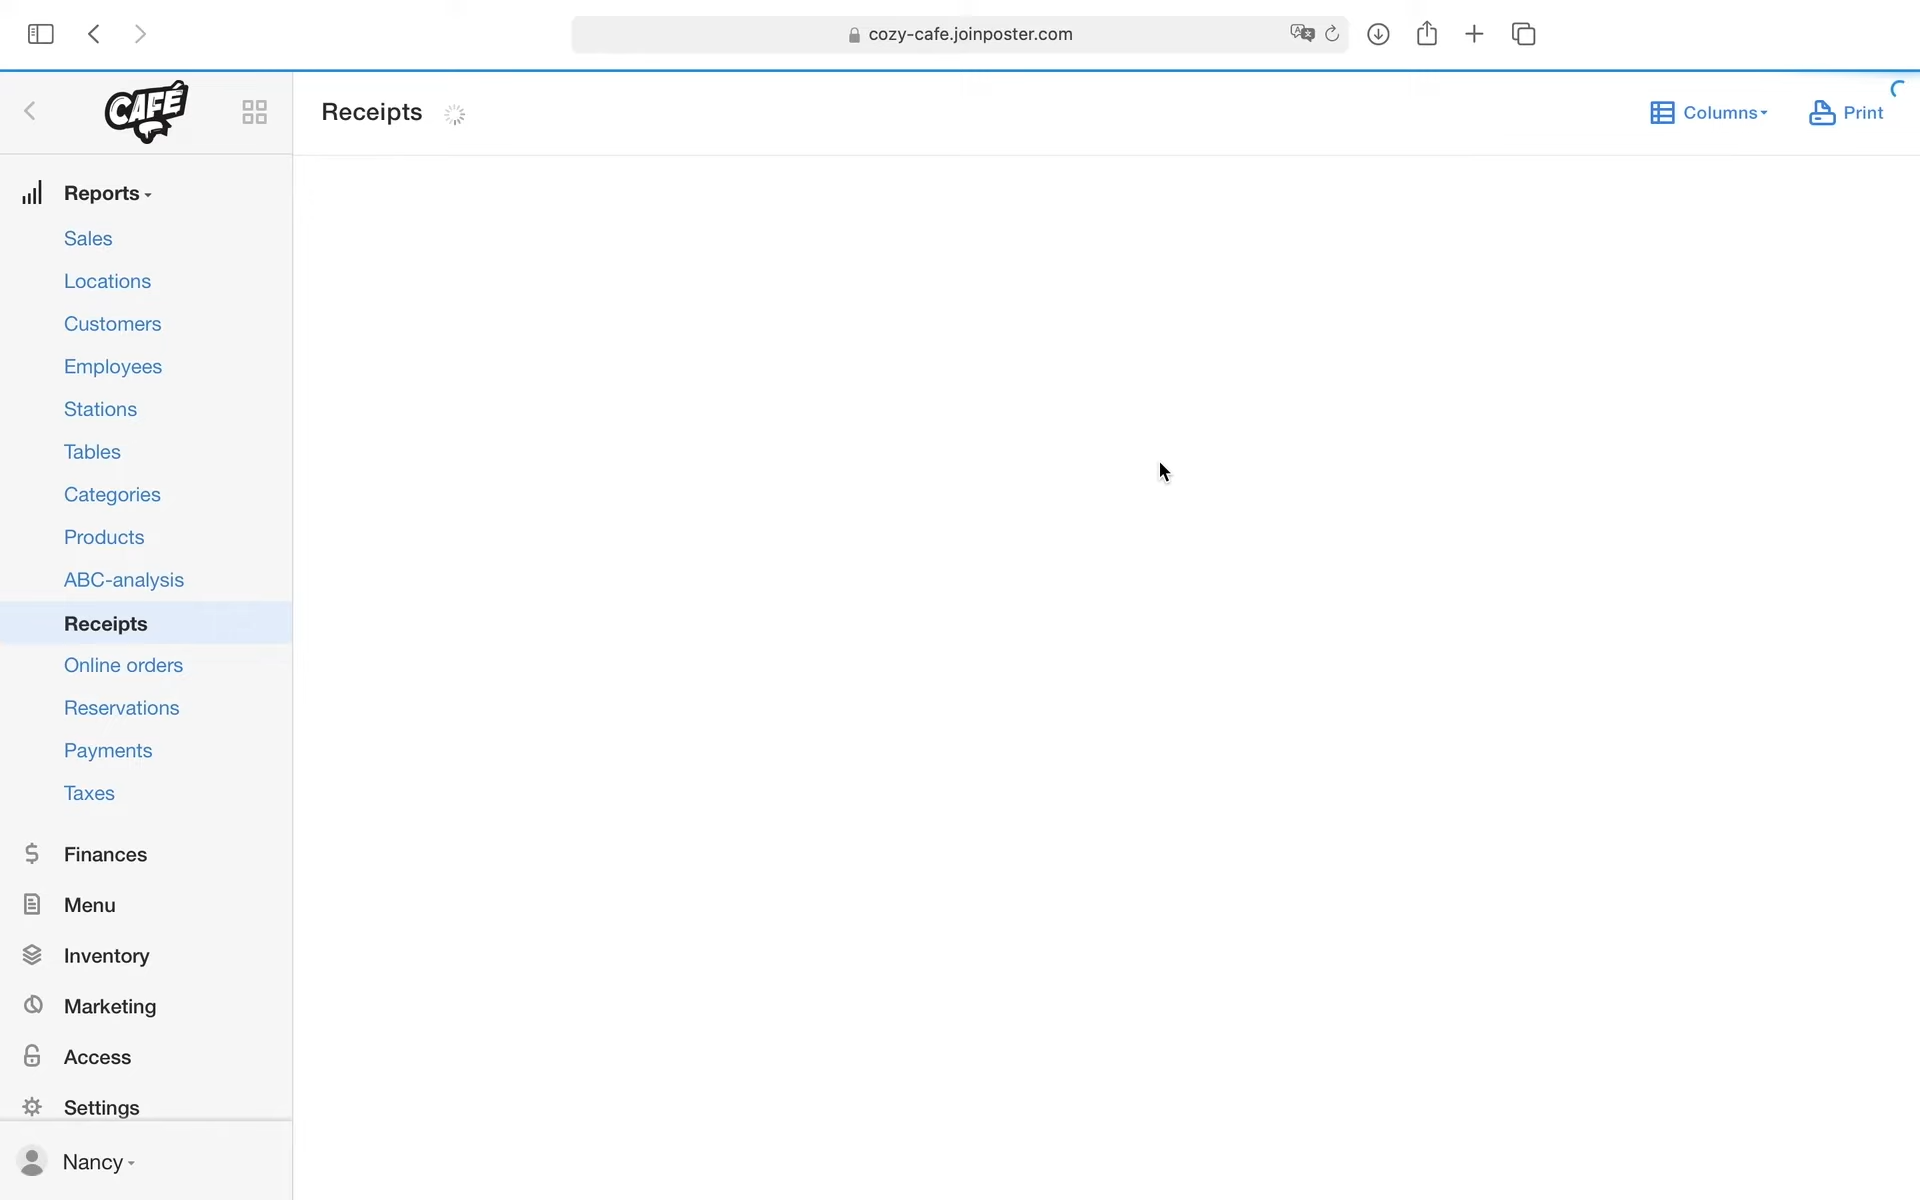 cozy-cafe.joinposter.com
CAFÉ
Receipts
Columns
Print
Reports
Sales
Locations
Customers
Employees
Stations
Tables
Categories
Products
ABC-analysis
Receipts
Online orders
Reservations
Payments
Taxes
Finances
Menu
Inventory
Marketing
Access
Settings
Nancy